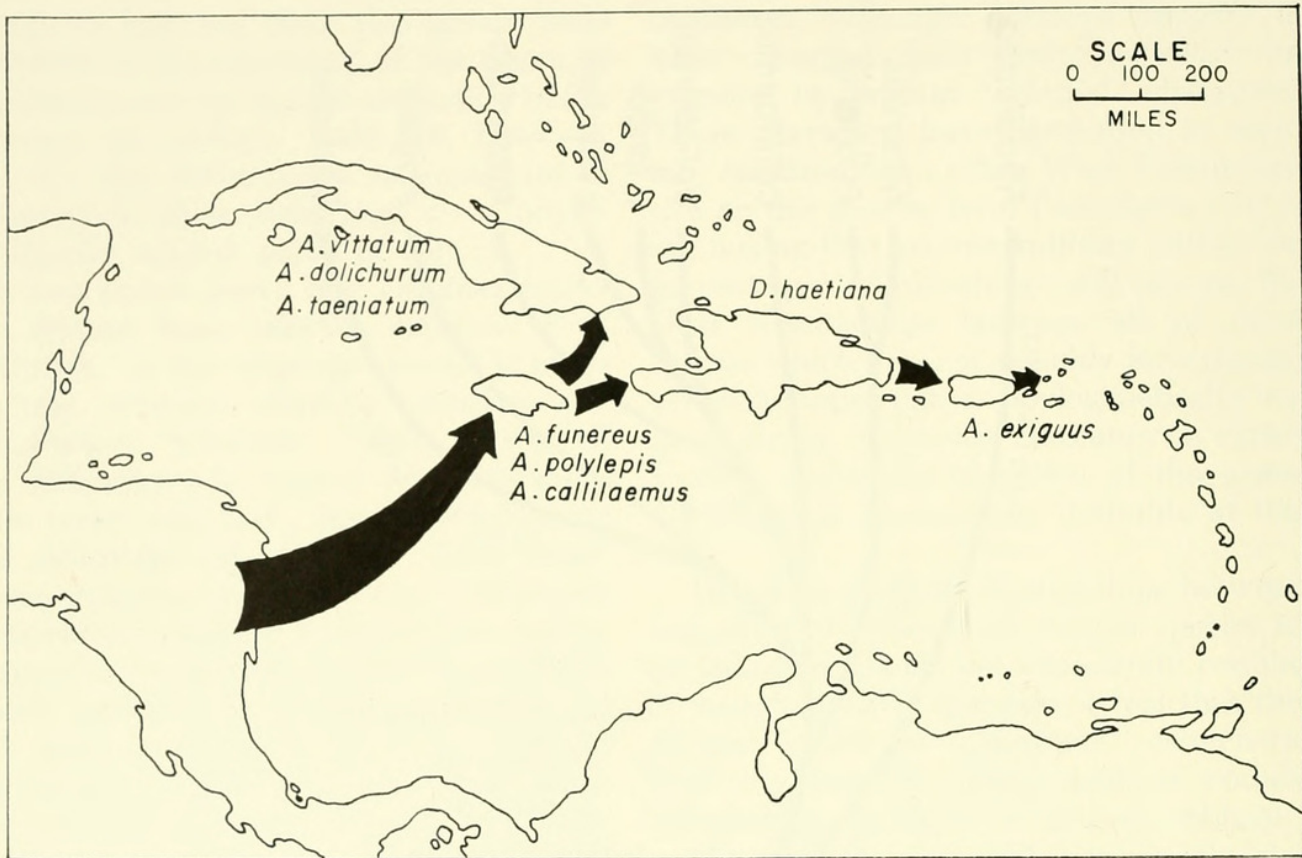 SCALE
0 100 200
MILES
A. vittatum
A. dolichurum
A. taeniatum
D. haetiana
A. funereus
A. polylepis
A. callilaemus
A. exiguus